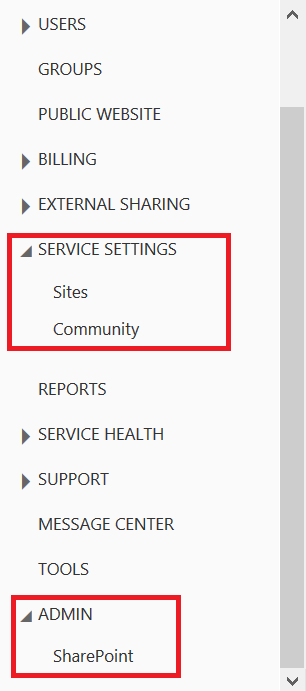 USERS
GROUPS
PUBLIC WEBSITE
BILLING
EXTERNAL SHARING
SERVICE SETTINGS
Sites
Community
REPORTS
SERVICE HEALTH
SUPPORT
MESSAGE CENTER
TOOLS
ADMIN
SharePoint